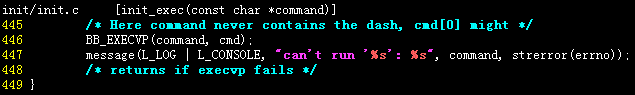 init/init.c     [init_exec(const char *command)]
445         /* Here command never contains the dash, cmd[0] might */
446         BB_EXECVP(command, cmd);
447         message(L_LOG | L_CONSOLE, "can't run '%s': %s", command, strerror(errno));
448         /* returns if execvp fails */
449 }